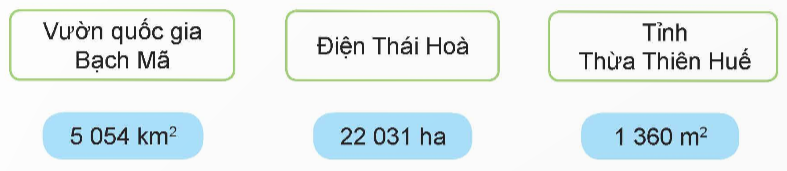 Vườn quốc gia
Bạch Mã
Điện Thái Hoà
Tỉnh
Thừa Thiên Huế
5 054 km²
22 031 ha
1 360 m²